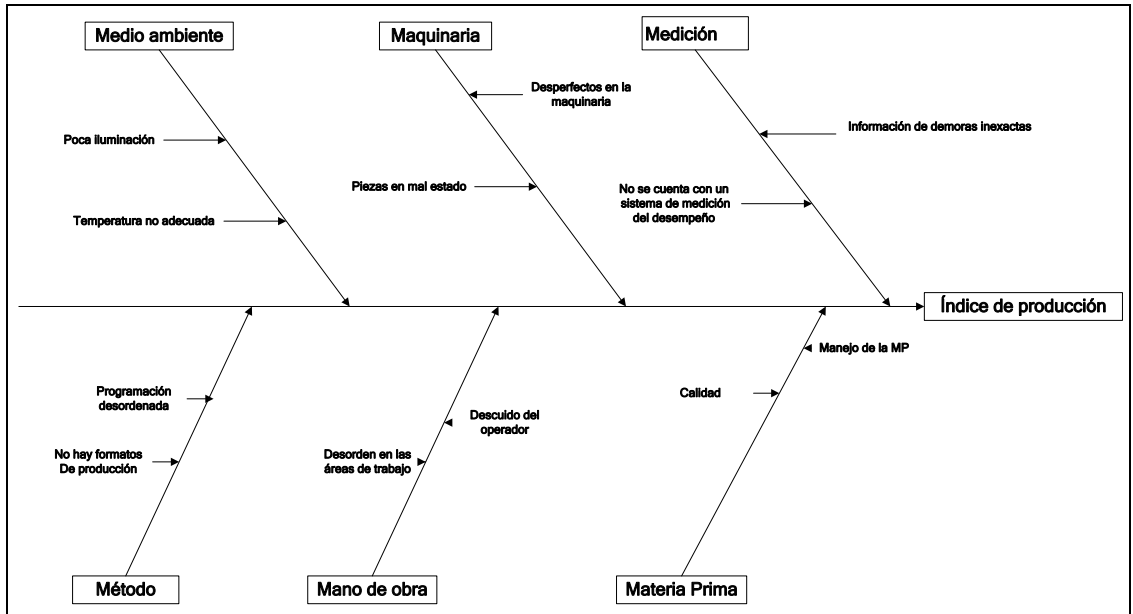 Medio ambiente
Maquinaria
Medición
Desperfectos en la
maquinaria
Poca iluminación
Información de demoras inexactas
Piezas en mal estado
No se cuenta con un
sistema de medición
del desempeño
Temperatura no adecuada
Índice de producción
Manejo de la MP
Programación
desordenada
Calidad
Descuido del
operador
No hay formatos
De producción
Desorden en las
áreas de trabajo
Método
Mano de obra
Materia Prima